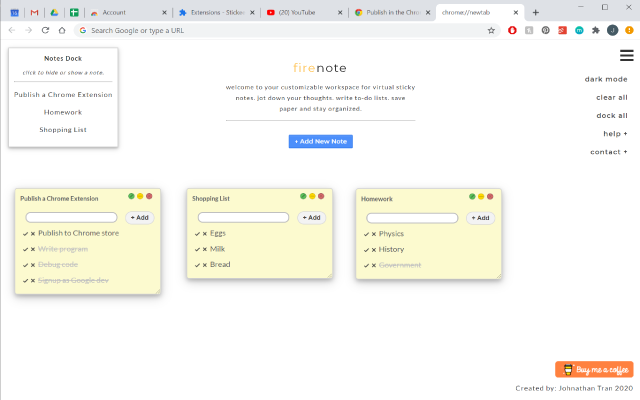 Account
Extensions - Sticker
(20) YouTube
Publish in the Chro
chrome://newtab
Search Google or type a URL
J
Notes Dock
click to hide or show a note.
Publish a Chrome Extension
Homework
Shopping List
firenote
welcome to your customizable workspace for virtual sticky
notes. jot down your thoughts. write to-do lists. save
paper and stay organized.
+ Add New Note
dark mode
clear all
dock all
help +
contact +
Publish a Chrome Extension
+ Add
Publish to Chrome store
Write program
Debug code
Signup as Google dev
Shopping List
+ Add
Eggs
Milk
Bread
Homework
+ Add
Physics
History
Government
Buy me a coffee
Created by: Johnathan Tran 2020